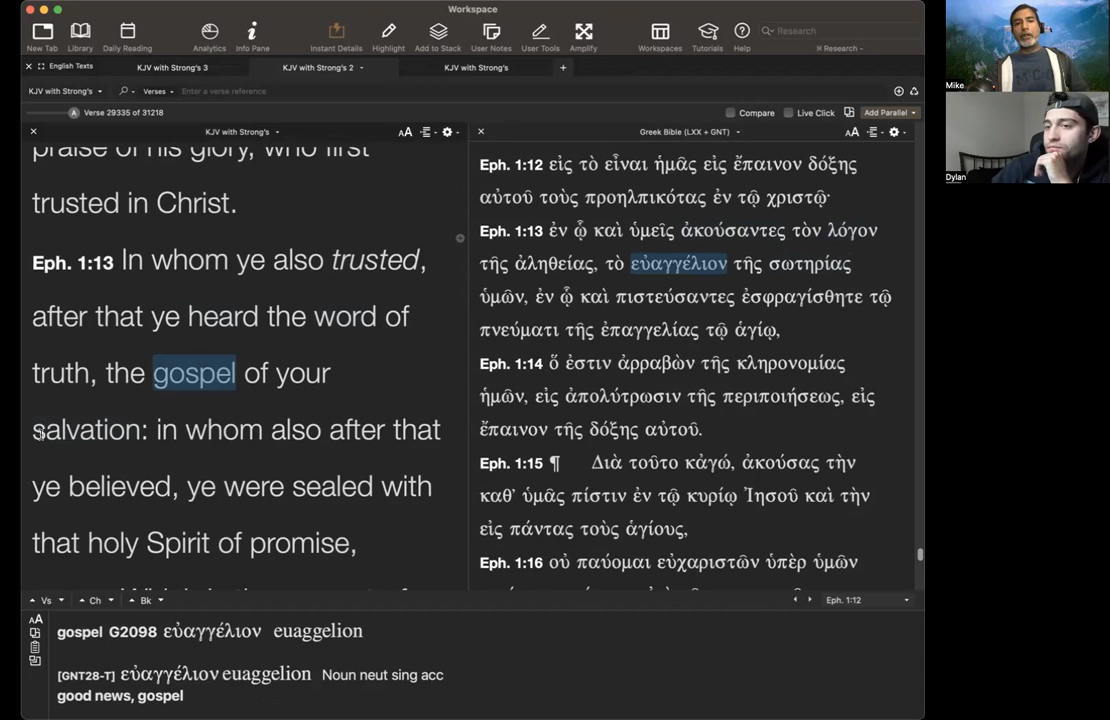 Workspace
New Tab
Library
Daily Reading
Analytics
Info Pane
Instant Details
Highlight
Add to Stack
User Notes
User Tools
Amplify
Workspaces
Tutorials
Help
Research
H Research
English Texts
KJV with Strong's 3
KJV with Strong's 2
KJV with Strong's
KJV with Strong's
Verses
Enter a verse reference
A Verse 29335 of 31218
Compare
Live Click
Add Parallel
KJV with Strong's
praise of his glory, who first
trusted in Christ.
Eph. 1:13 In whom ye also trusted,
after that ye heard the word of
truth, the gospel of your
salvation: in whom also after that
ye believed, ye were sealed with
that holy Spirit of promise,
Greek Bible (LXX + GNT)
Eph. 1:12 εἰς τὸ εἶναι ἡμᾶς εἰς ἔπαινον δόξης
αὐτοῦ τοὺς προηλπικότας ἐν τῷ χριστῷ·
Eph. 1:13 ἐν ᾧ καὶ ὑμεῖς ἀκούσαντες τὸν λόγον
τῆς ἀληθείας, τὸ εὐαγγέλιον τῆς σωτηρίας
ὑμῶν, ἐν ᾧ καὶ πιστεύσαντες ἐσφραγίσθητε τῷ
πνεύματι τῆς ἐπαγγελίας τῷ ἁγίῳ,
Eph. 1:14 ὅ ἐστιν ἀρραβὼν τῆς κληρονομίας
ἡμῶν, εἰς ἀπολύτρωσιν τῆς περιποιήσεως, εἰς
ἔπαινον τῆς δόξης αὐτοῦ.
Eph. 1:15 ¶ Διὰ τοῦτο κἀγώ, ἀκούσας τὴν
καθ’ ὑμᾶς πίστιν ἐν τῷ κυρίῳ Ἰησοῦ καὶ τὴν
εἰς πάντας τοὺς ἁγίους,
Eph. 1:16 οὐ παύομαι εὐχαριστῶν ὑπὲρ ὑμῶν
Vs
Ch
Bk
Eph. 1:12
gospel G2098 εὐαγγέλιον euaggelion
[GNT28-T] εὐαγγέλιον euaggelion Noun neut sing acc
good news, gospel
Mike
Dylan